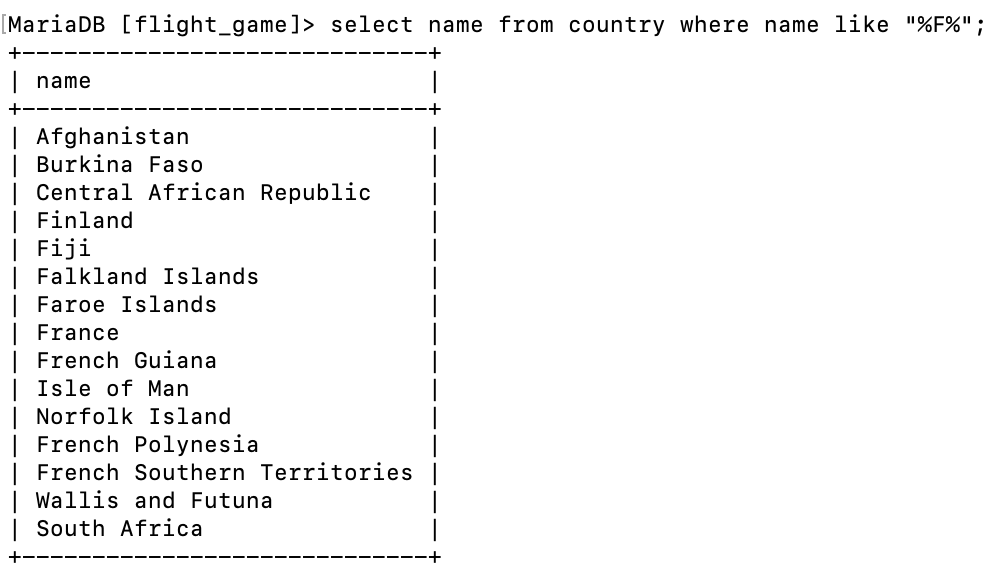 [MariaDB [flight_game]> select name from country where name like "%F%";
+------------------------------+
| name                         |
+------------------------------+
| Afghanistan                  |
| Burkina Faso                 |
| Central African Republic     |
| Finland                      |
| Fiji                         |
| Falkland Islands             |
| Faroe Islands                |
| France                       |
| French Guiana                |
| Isle of Man                  |
| Norfolk Island               |
| French Polynesia             |
| French Southern Territories  |
| Wallis and Futuna            |
| South Africa                 |
+------------------------------+